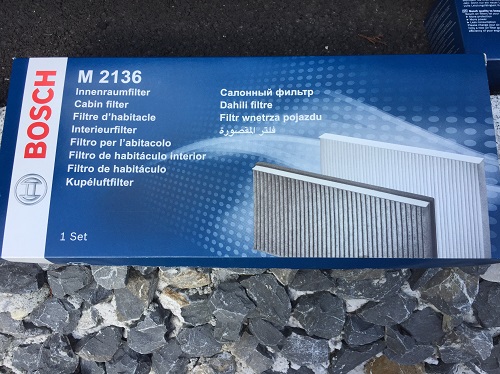 BOSCH
M 2136
Innenraumfilter
Cabin filter
Filtre d'habitacle
Interieurfilter
Filtro per l'abitacolo
Filtro de habitáculo interior
Filtro de habitáculo
Kupéluftfilter
Салонный фильтр
Dahili filtre
Filtr wnętrza pojazdu
فلتر المقصورة
1 Set